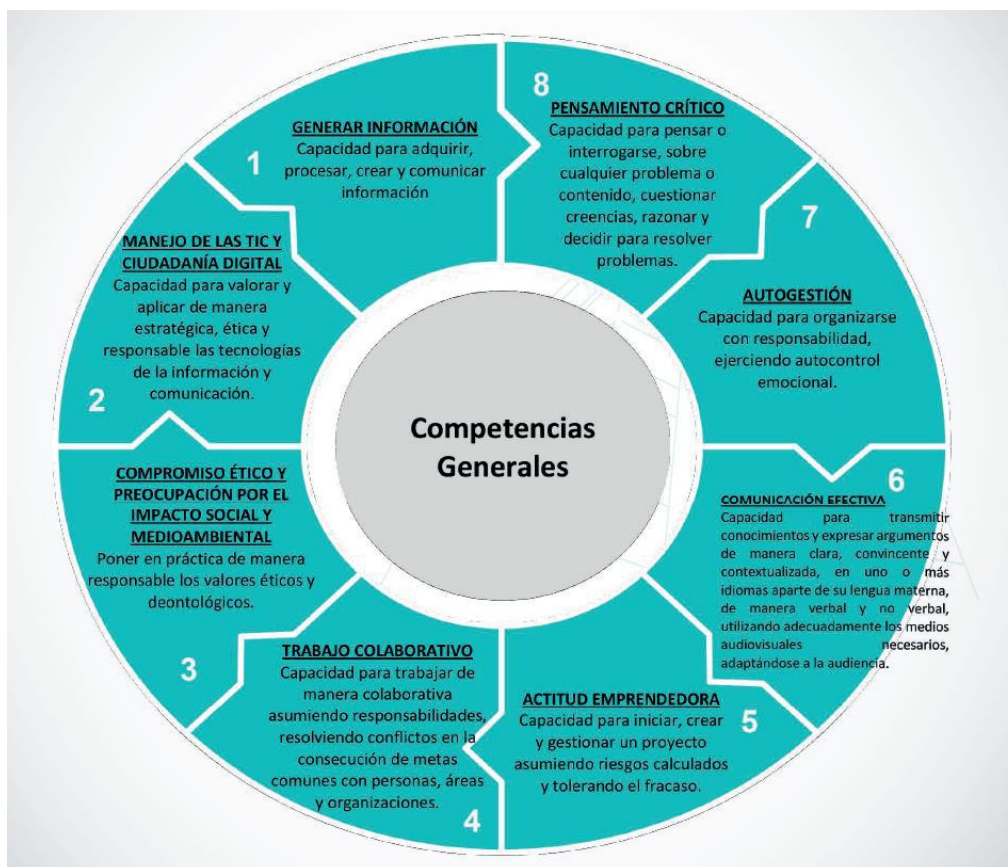 Competencias
Generales
1
GENERAR INFORMACIÓN
Capacidad para adquirir,
procesar, crear y comunicar
información
2
MANEJO DE LAS TIC Y
CIUDADANÍA DIGITAL
Capacidad para valorar y
aplicar de manera
estratégica, ética y
responsable las tecnologías
de la información y
comunicación.
3
COMPROMISO ÉTICO Y
PREOCUPACIÓN POR EL
IMPACTO SOCIAL Y
MEDIOAMBIENTAL
Poner en práctica de manera
responsable los valores éticos y
deontológicos.
4
TRABAJO COLABORATIVO
Capacidad para trabajar de
manera colaborativa
asumiendo responsabilidades,
resolviendo conflictos en la
consecución de metas
comunes con personas, áreas
y organizaciones.
5
ACTITUD EMPRENDEDORA
Capacidad para iniciar, crear
y gestionar un proyecto
asumiendo riesgos calculados
y tolerando el fracaso.
6
COMUNICACIÓN EFECTIVA
Capacidad para transmitir
conocimientos y expresar argumentos
de manera clara, convincente y
contextualizada, en uno o más
idiomas aparte de su lengua materna,
de manera verbal y no verbal,
utilizando adecuadamente los medios
audiovisuales necesarios,
adaptándose a la audiencia.
7
AUTOGESTIÓN
Capacidad para organizarse
con responsabilidad,
ejerciendo autocontrol
emocional.
8
PENSAMIENTO CRÍTICO
Capacidad para pensar o
interrogarse, sobre
cualquier problema o
contenido, cuestionar
creencias, razonar y
decidir para resolver
problemas.